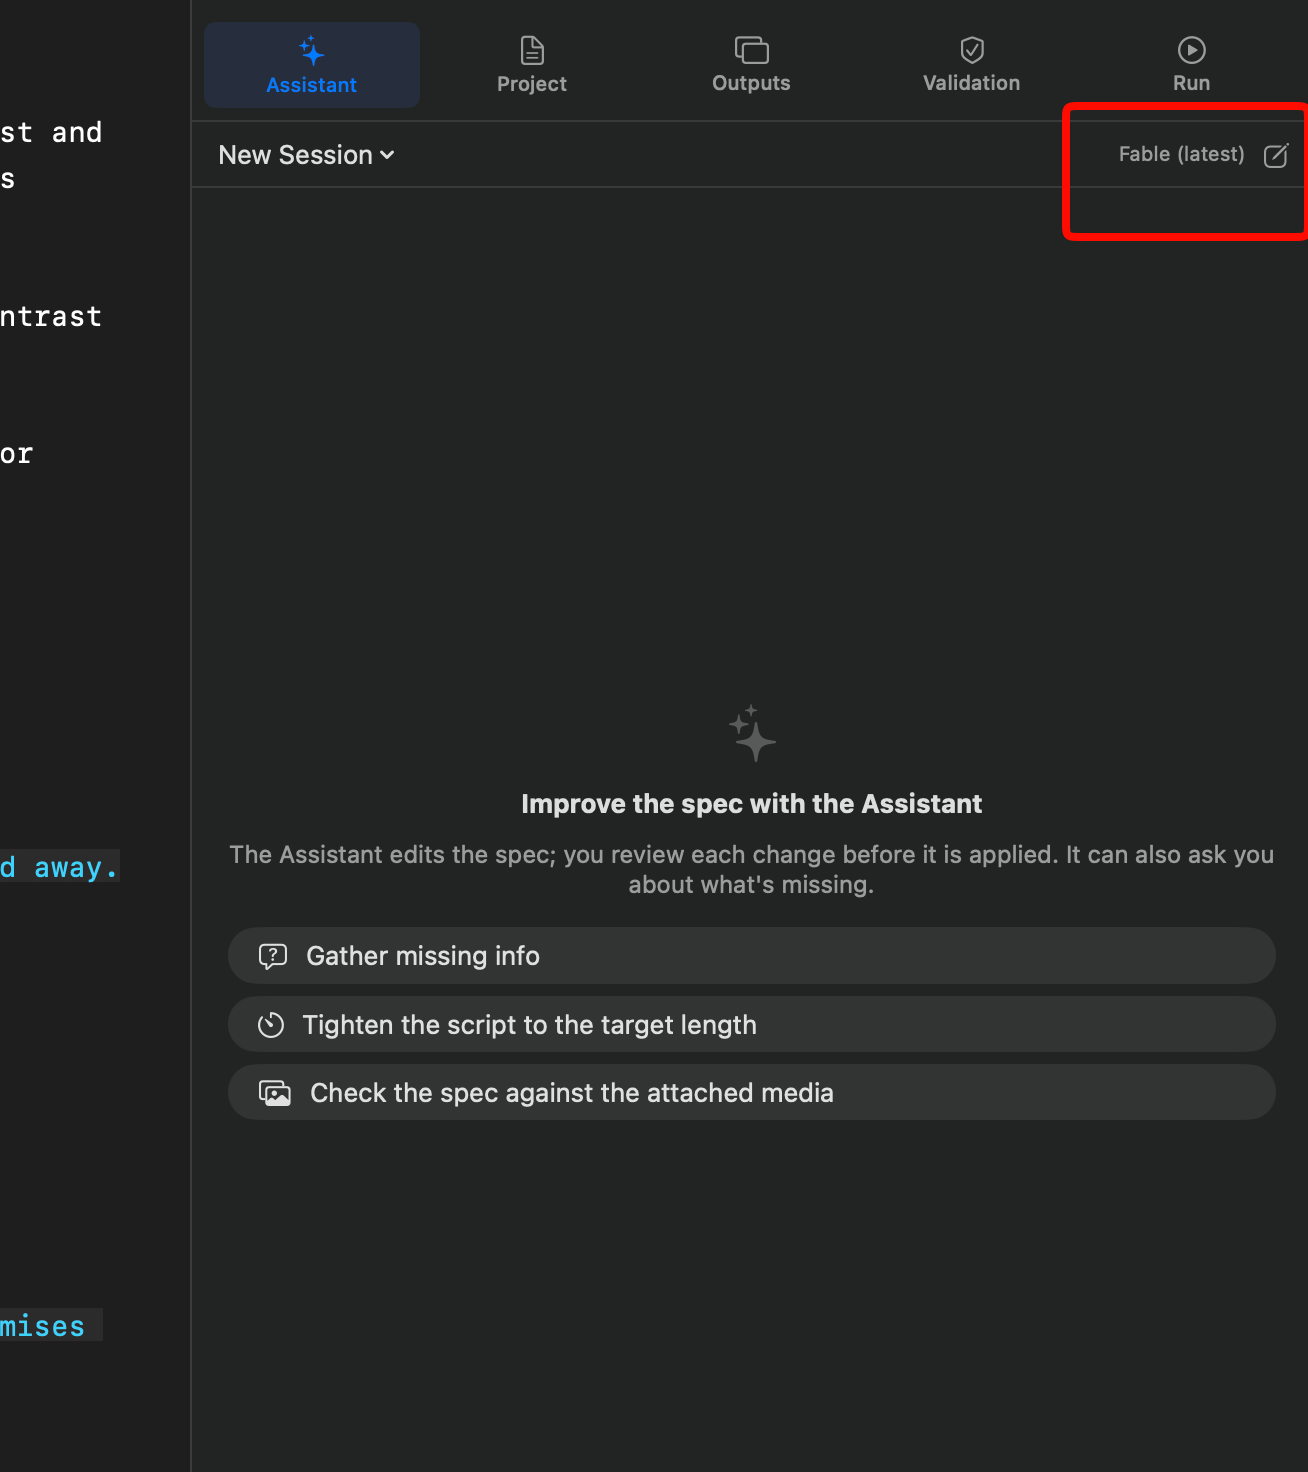 Assistant
Project
Outputs
Validation
Run
New Session
Fable (latest)
st and
s
ntrast
or
d away.
mises
Improve the spec with the Assistant
The Assistant edits the spec; you review each change before it is applied. It can also ask you
about what's missing.
Gather missing info
Tighten the script to the target length
Check the spec against the attached media